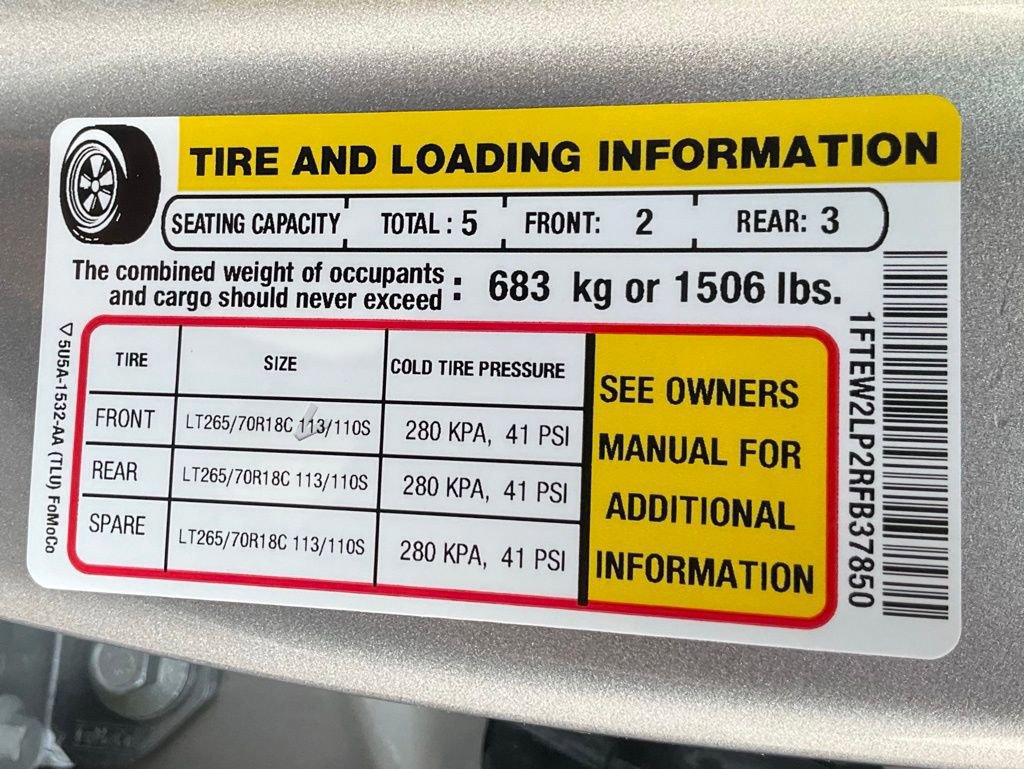 TIRE AND LOADING INFORMATION
SEATING CAPACITY TOTAL : 5 FRONT: 2 REAR: 3
The combined weight of occupants
and cargo should never exceed : 683 kg or 1506 lbs.
TIRE SIZE COLD TIRE PRESSURE
FRONT LT265/70R18C 113/110S 280 KPA, 41 PSI
REAR LT265/70R18C 113/110S 280 KPA, 41 PSI
SPARE LT265/70R18C 113/110S 280 KPA, 41 PSI
SEE OWNERS
MANUAL FOR
ADDITIONAL
INFORMATION
5U5A-1532-AA (TLU) FoMoCo
1FTEW2LP2RFB37850